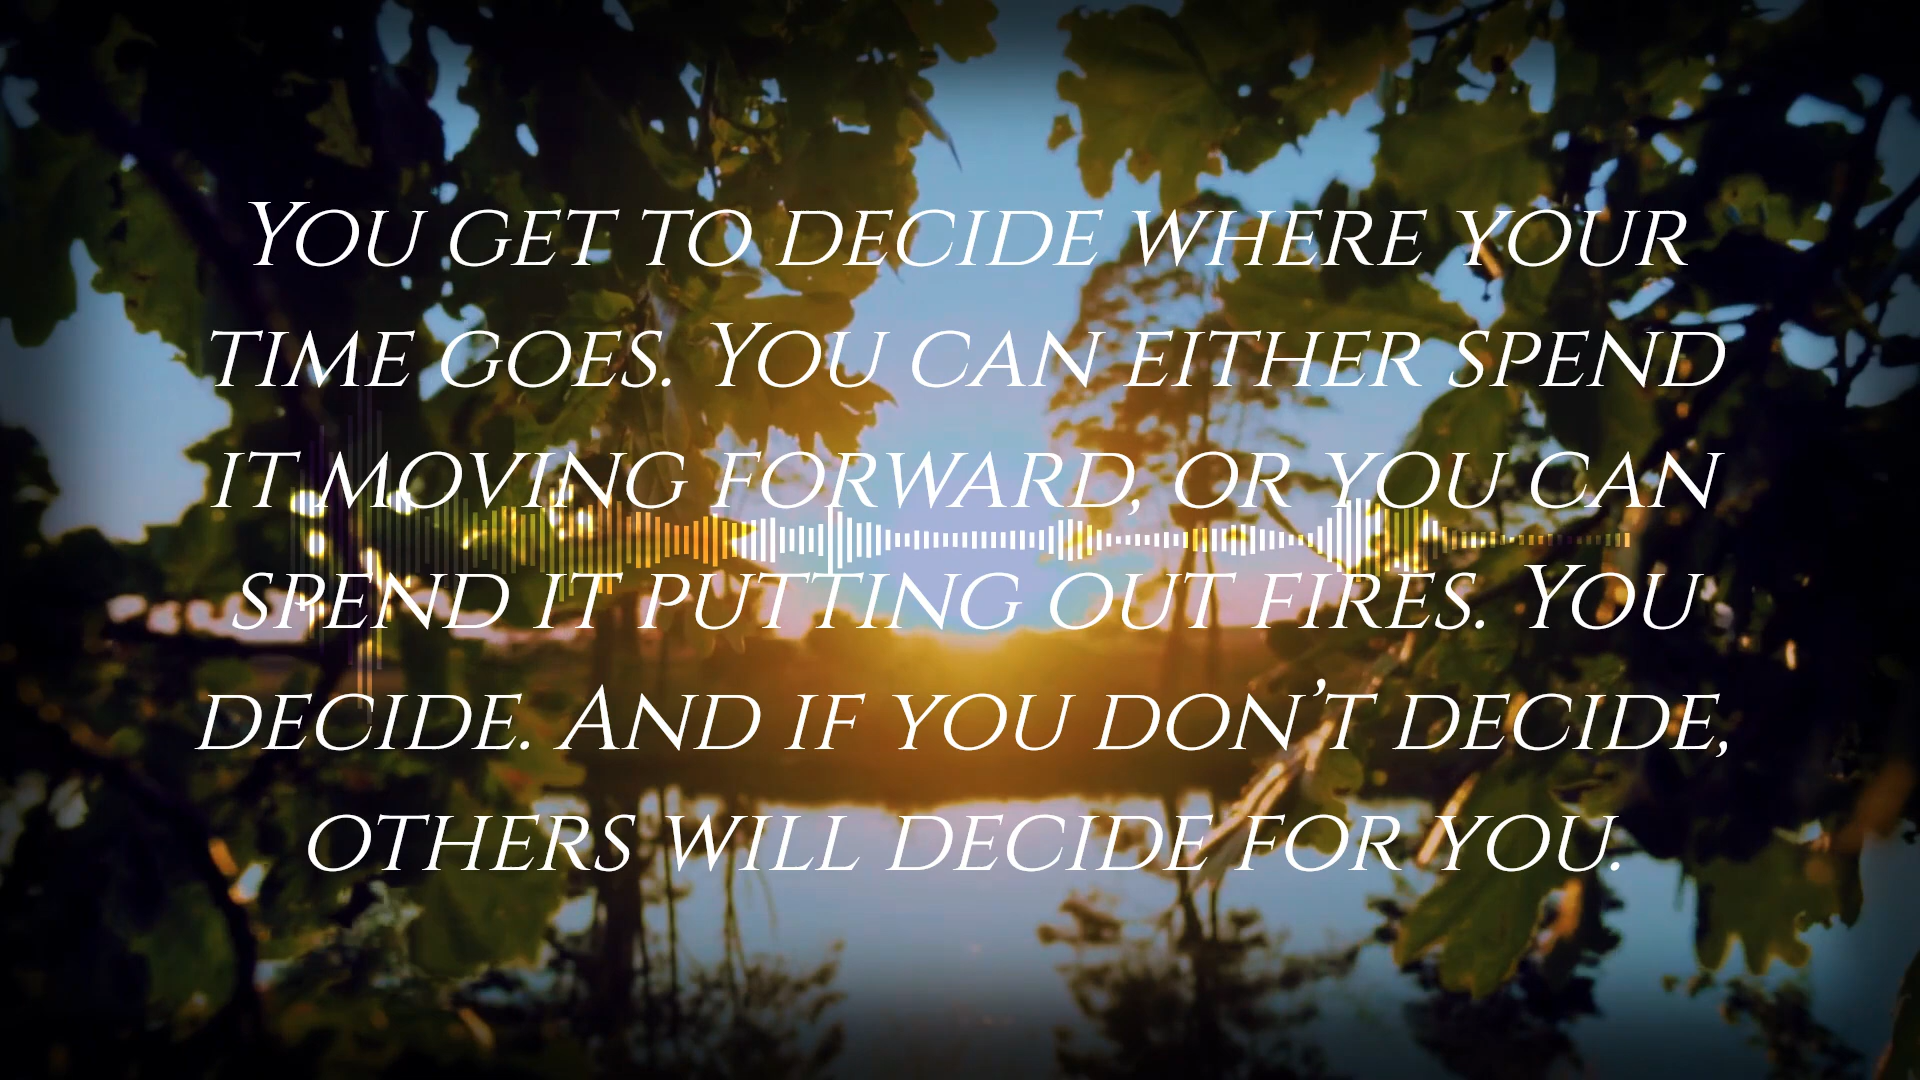 You get to decide where your
time goes. You can either spend
it moving forward, or you can
spend it putting out fires. You
decide. And if you don’t decide,
others will decide for you.